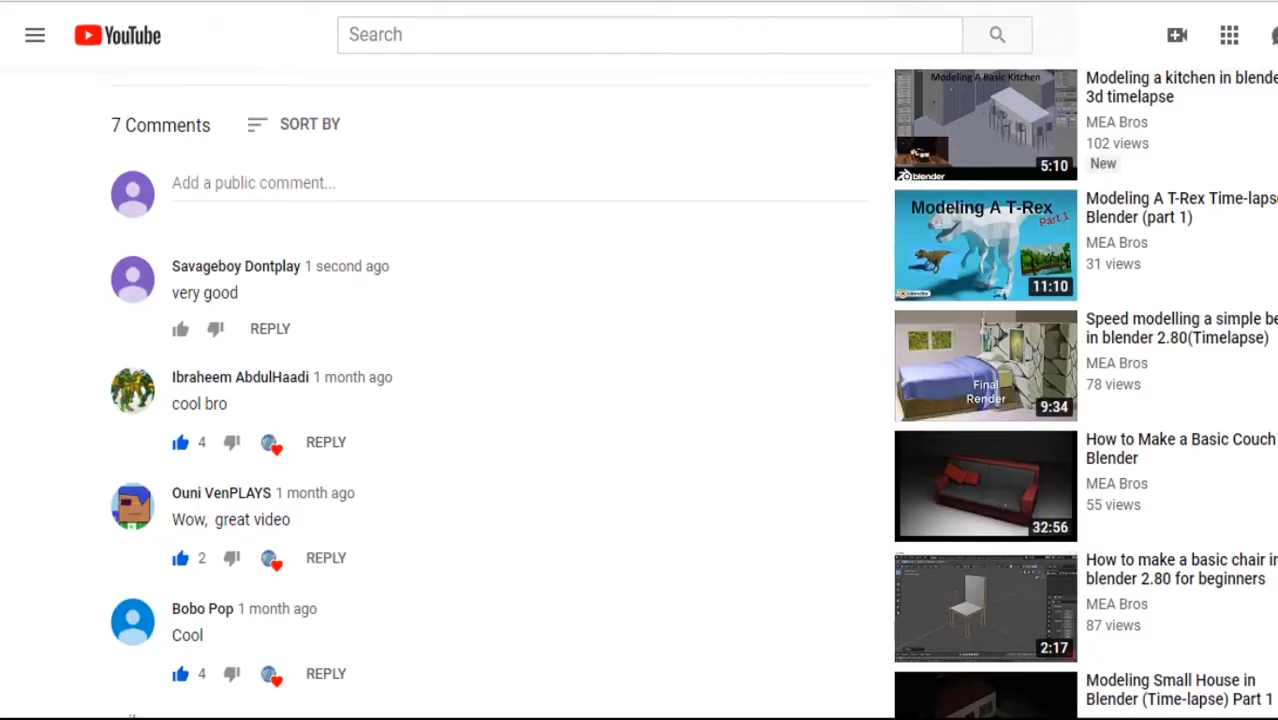 YouTube
Search
7 Comments
SORT BY
Add a public comment...
Savageboy Dontplay 1 second ago
very good
REPLY
Ibraheem AbdulHaadi 1 month ago
cool bro
4
REPLY
Ouni VenPLAYS 1 month ago
Wow, great video
2
REPLY
Bobo Pop 1 month ago
Cool
4
REPLY
Modeling A Basic Kitchen
blender
5:10
Modeling a kitchen in blende
3d timelapse
MEA Bros
102 views
New
Modeling A T-Rex
Part 1
blender
11:10
Modeling A T-Rex Time-laps
Blender (part 1)
MEA Bros
31 views
Final
Render
9:34
Speed modelling a simple be
in blender 2.80(Timelapse)
MEA Bros
78 views
32:56
How to Make a Basic Couch
Blender
MEA Bros
55 views
2:17
How to make a basic chair in
blender 2.80 for beginners
MEA Bros
87 views
Modeling Small House in
Blender (Time-lapse) Part 1